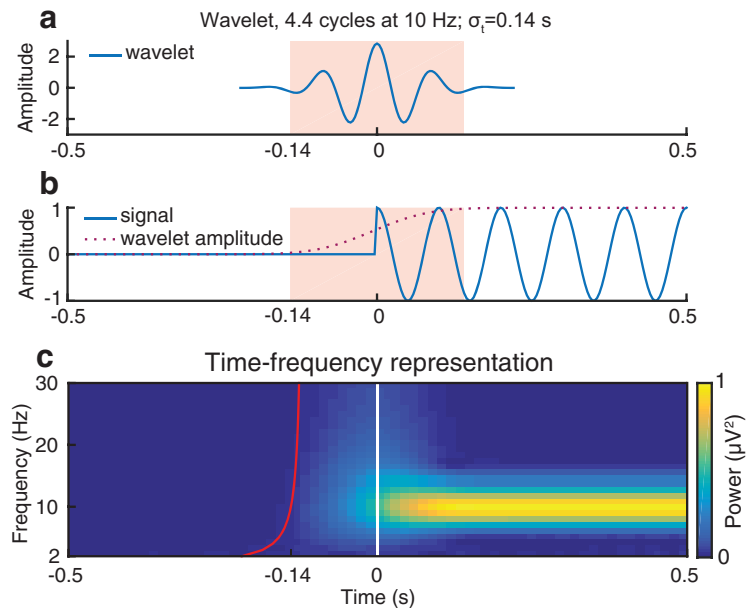 a
Wavelet, 4.4 cycles at 10 Hz; σt=0.14 s
Amplitude
2
0
-2
wavelet
-0.5
-0.14
0
0.5
b
Amplitude
1
0
-1
signal
wavelet amplitude
-0.5
-0.14
0
0.5
c
Time-frequency representation
Frequency (Hz)
30
20
10
2
-0.5
-0.14
0
0.5
Time (s)
1
0
Power (µV²)